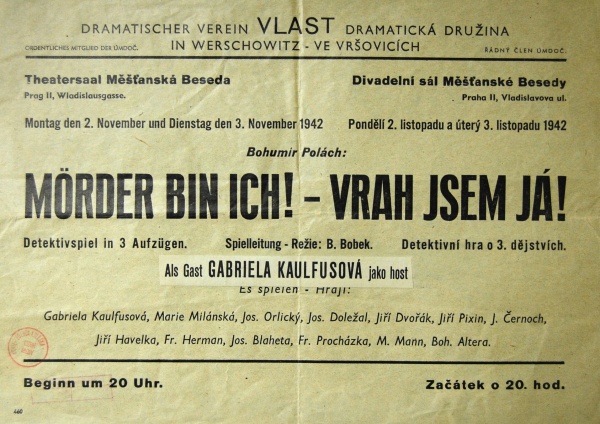 DRAMATISCHER VEREIN VLAST DRAMATICKÁ DRUŽINA
ORDENTLICHES MITGLIED DER ÚMDOČ. IN WERSCHOWITZ - VE VRŠOVICÍCH ŘÁDNÝ ČLEN ÚMDOČ.
Theatersaal Měšťanská Beseda Divadelní sál Měšťanské Besedy
Prag II, Wladislausgasse. Praha II, Vladislavova ul.
Montag den 2. November und Dienstag den 3. November 1942 Pondělí 2. listopadu a úterý 3. listopadu 1942
Bohumír Polách:
MÖRDER BIN ICH! – VRAH JSEM JÁ!
Detektivspiel in 3 Aufzügen. Spielleitung - Režie: B. Bobek. Detektivní hra o 3. dějstvích.
Als Gast GABRIELA KAULFUSOVÁ jako host
Es spielen - Hrají:
Gabriela Kaulfusová, Marie Milánská, Jos. Orlický, Jos. Doležal, Jiří Dvořák, Jiří Pixin, J. Černoch,
Jiří Havelka, Fr. Herman, Jos. Blaheta, Fr. Procházka, M. Mann, Boh. Altera.
Beginn um 20 Uhr. Začátek o 20. hod.
460